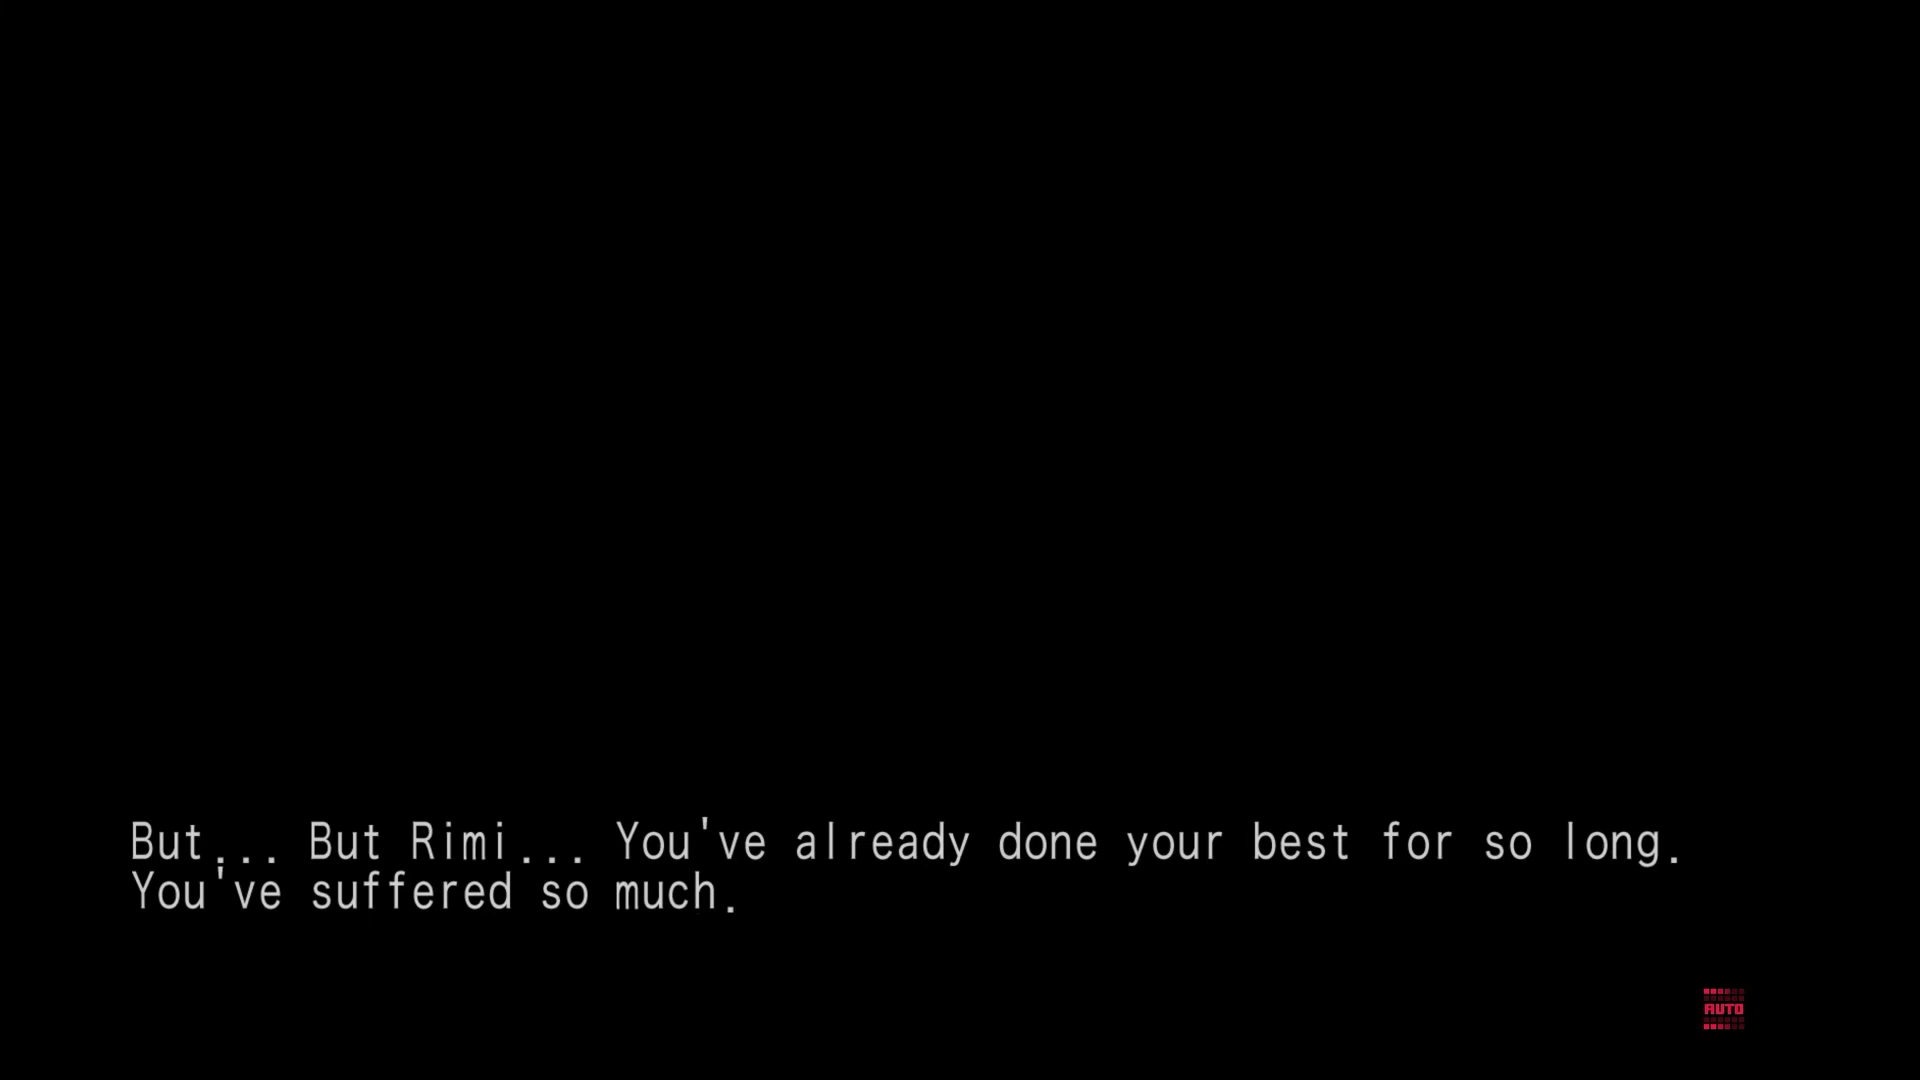 But... But Rimi... You've already done your best for so long.
You've suffered so much.
AUTO